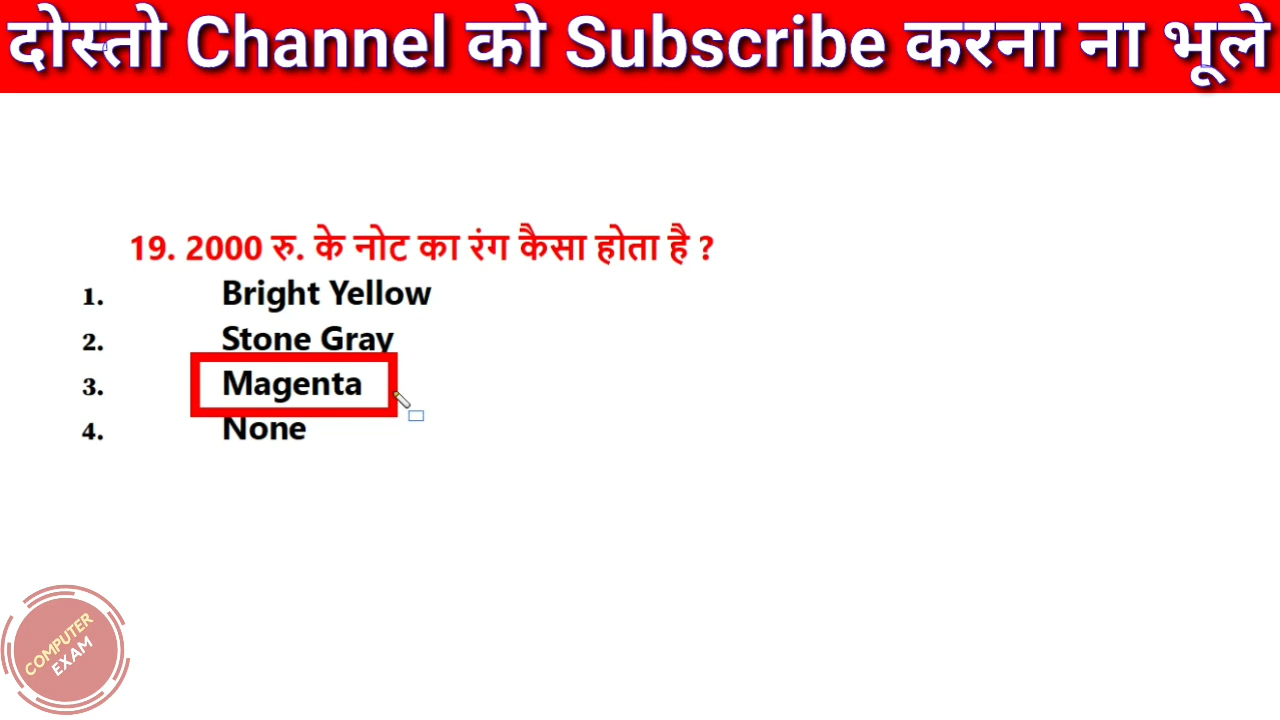 दोस्तो Channel को Subscribe करना ना भूले
19. 2000 रु. के नोट का रंग कैसा होता है ?
1. Bright Yellow
2. Stone Gray
3. Magenta
4. None
COMPUTER
EXAM